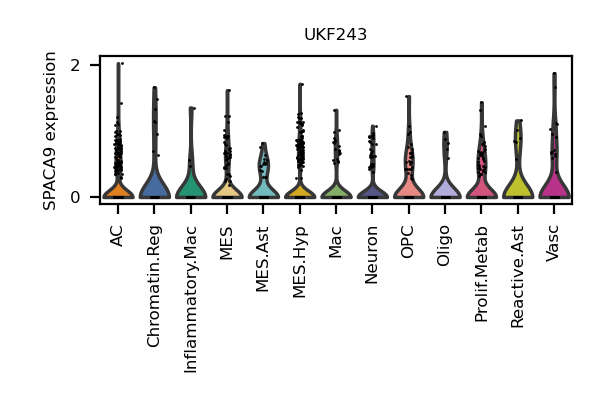 UKF243
SPACA9 expression
2
0
AC
Chromatin.Reg
Inflammatory.Mac
MES
MES.Ast
MES.Hyp
Mac
Neuron
OPC
Oligo
Prolif.Metab
Reactive.Ast
Vasc